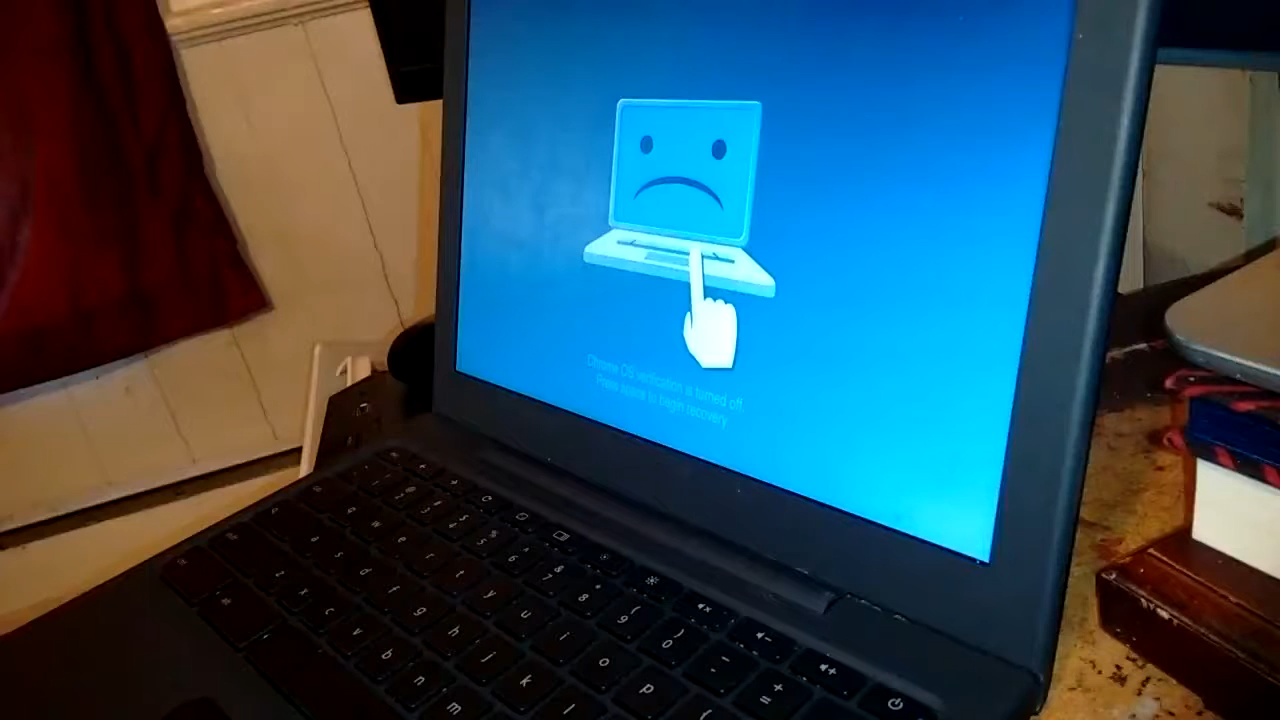 Chrome OS verification is turned off.
Press space to begin recovery
q w e r t y u i o p
a s d f g h j k l
z x c v b n m